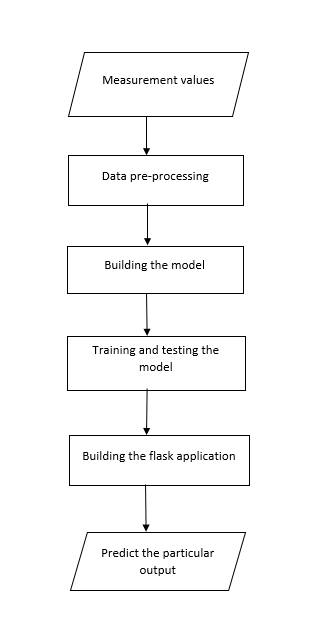 Measurement values
Data pre-processing
Building the model
Training and testing the
model
Building the flask application
Predict the particular
output